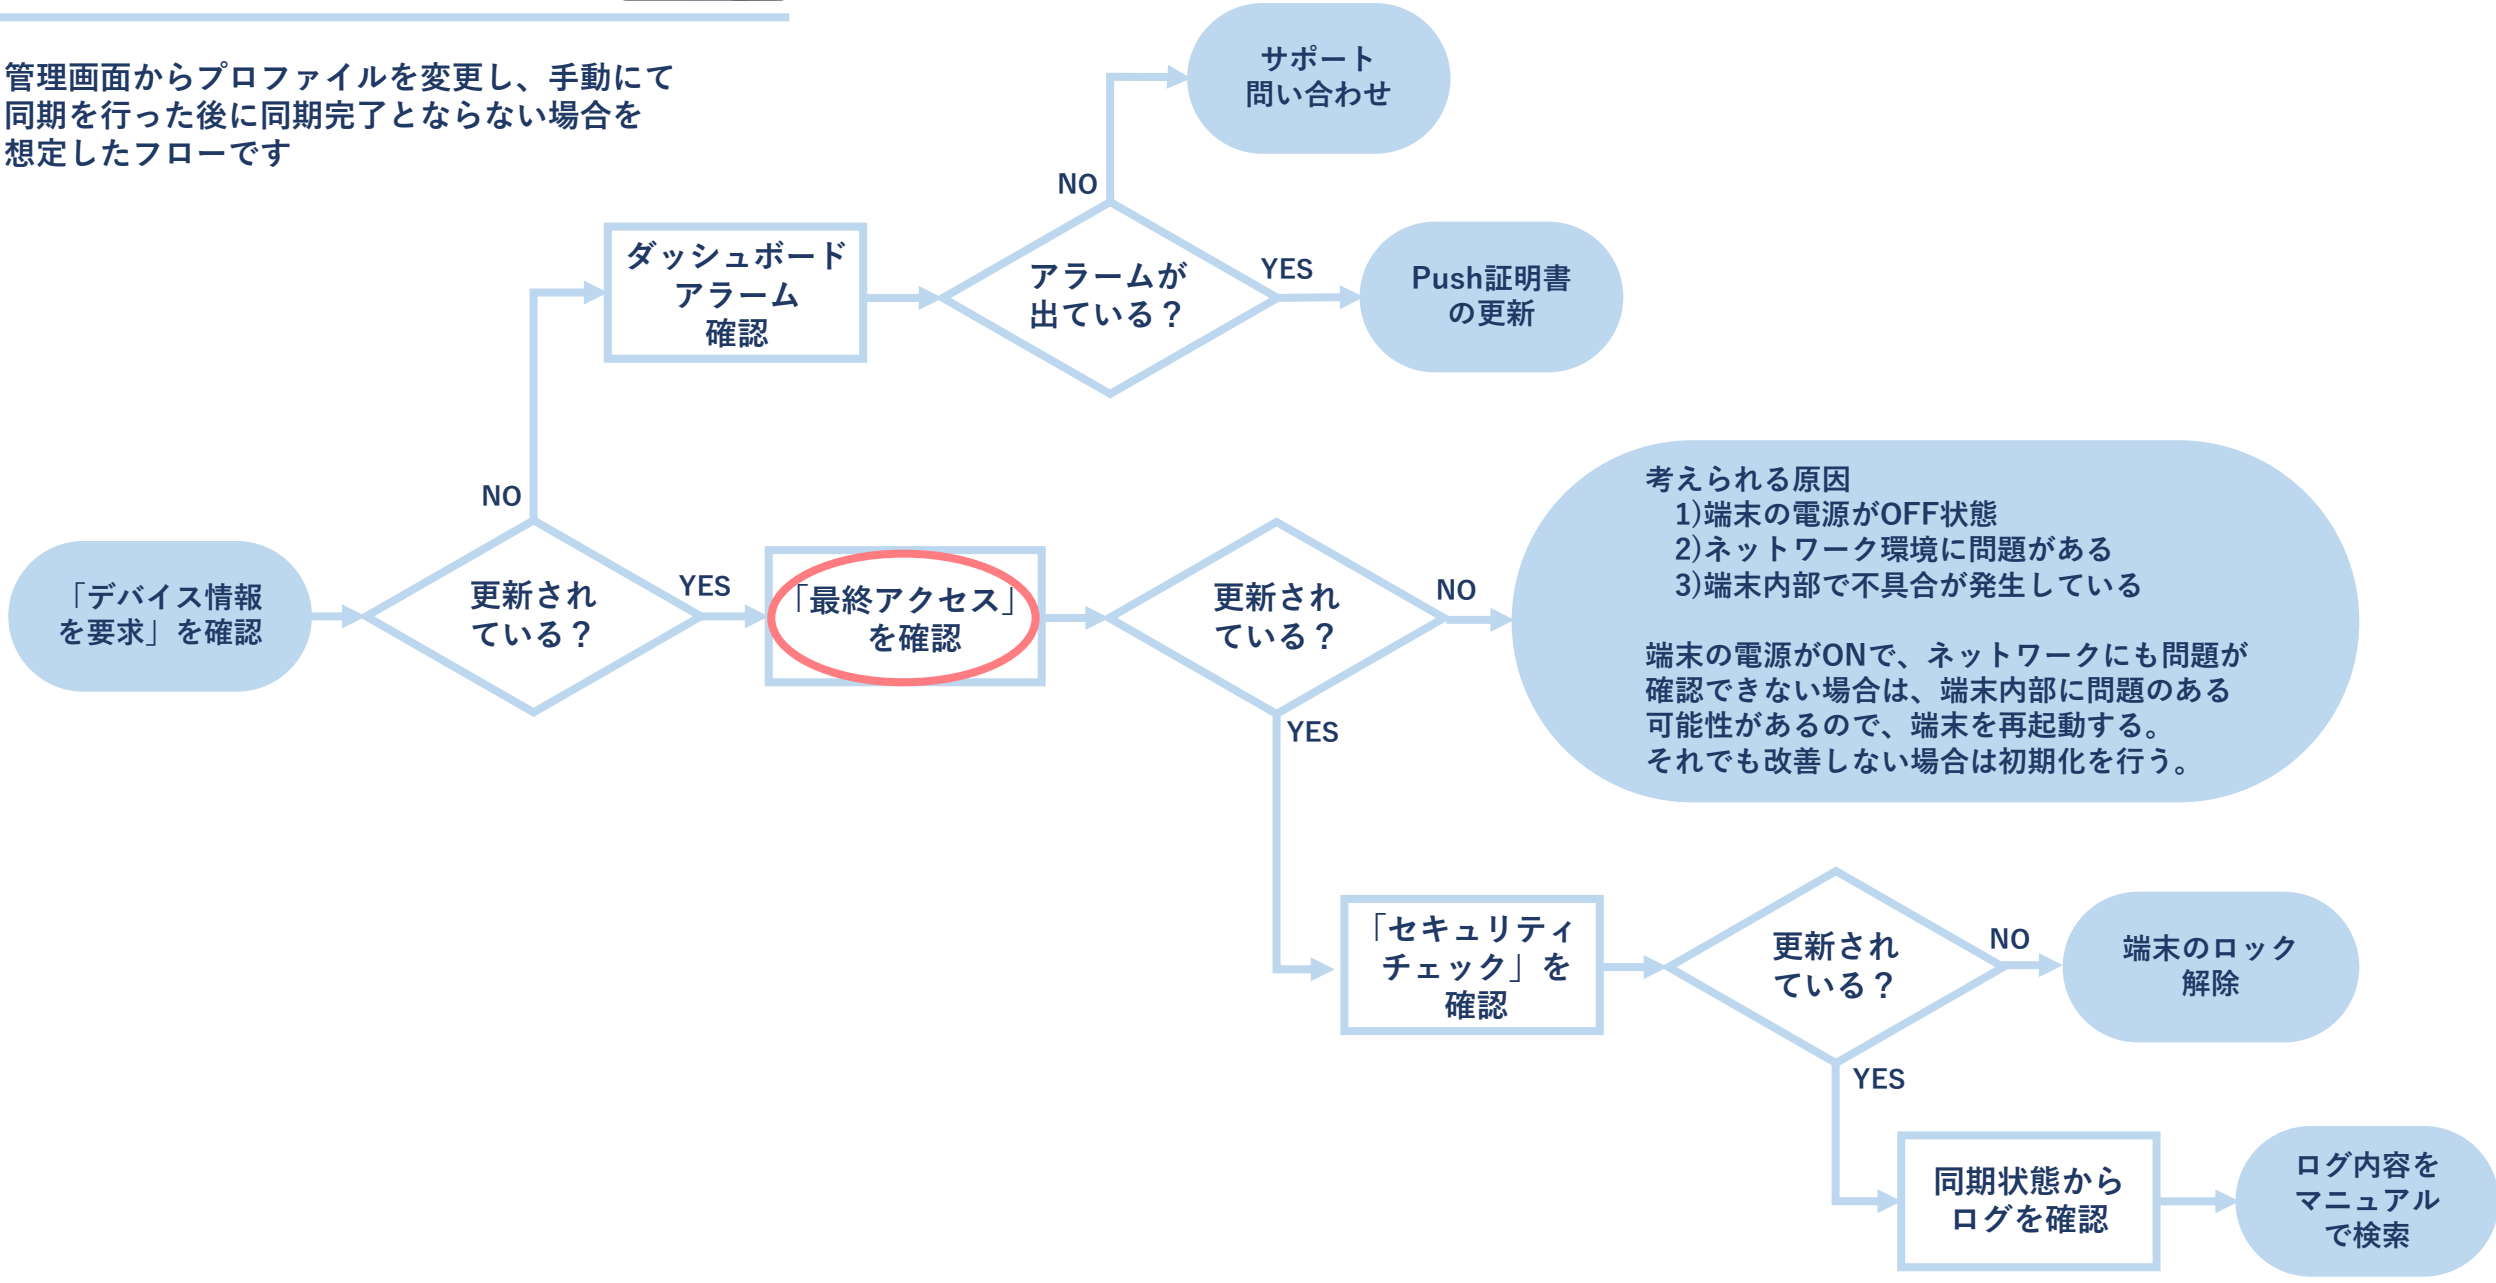 管理画面からプロファイルを変更し、手動にて
同期を行った後に同期完了とならない場合を
想定したフローです
サポート
問い合わせ
NO
ダッシュボード
アラーム
確認
アラームが
出ている？
YES
Push証明書
の更新
NO
「デバイス情報
を要求」を確認
更新され
ている？
YES
「最終アクセス」
を確認
更新され
ている？
NO
考えられる原因
1)端末の電源がOFF状態
2)ネットワーク環境に問題がある
3)端末内部で不具合が発生している
端末の電源がONで、ネットワークにも問題が
確認できない場合は、端末内部に問題のある
可能性があるので、端末を再起動する。
それでも改善しない場合は初期化を行う。
YES
「セキュリティ
チェック」を
確認
更新され
ている？
NO
端末のロック
解除
YES
同期状態から
ログを確認
ログ内容を
マニュアル
で検索